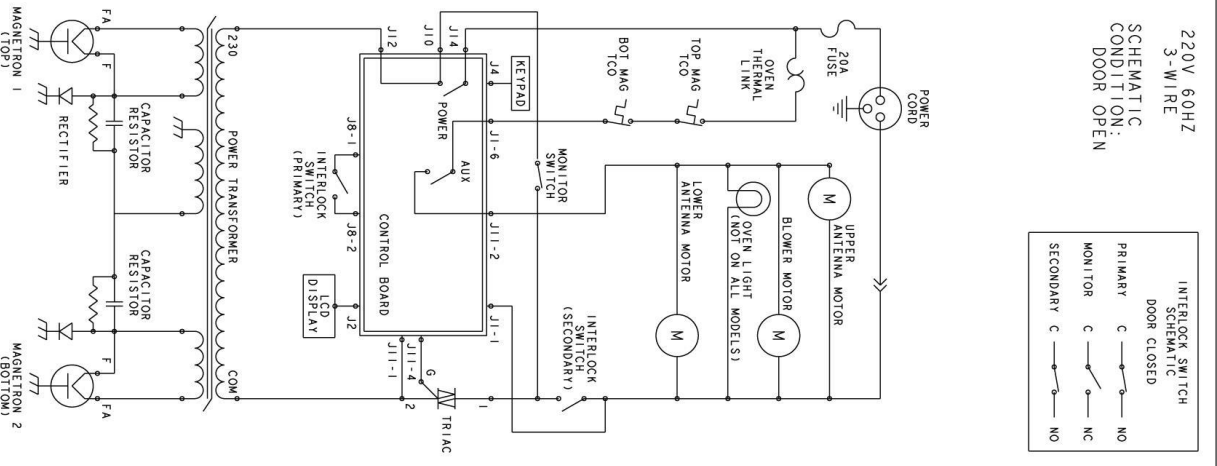 220V 60HZ
3-WIRE
SCHEMATIC
CONDITION:
DOOR OPEN
INTERLOCK SWITCH
SCHEMATIC
DOOR CLOSED
PRIMARY C NO
MONITOR C NC
SECONDARY C NO
POWER
CORD
20A
FUSE
OVEN
THERMAL
LINK
TOP MAG
TCO
BOT MAG
TCO
M
UPPER
ANTENNA MOTOR
M
BLOWER MOTOR
OVEN LIGHT
(NOT ON ALL MODELS)
M
LOWER
ANTENNA MOTOR
MONITOR
SWITCH
INTERLOCK
SWITCH
(SECONDARY)
J14
J10
J12
J4
KEYPAD
J1-6
J11-2
J1-1
POWER
AUX
CONTROL BOARD
J8-1
J8-2
INTERLOCK
SWITCH
(PRIMARY)
J2
LCD
DISPLAY
J11-4
J11-1
G
1
2
TRIAC
230
POWER TRANSFORMER
COM
FA
F
CAPACITOR
RESISTOR
RECTIFIER
MAGNETRON 1
(TOP)
CAPACITOR
RESISTOR
F
FA
MAGNETRON 2
(BOTTOM)